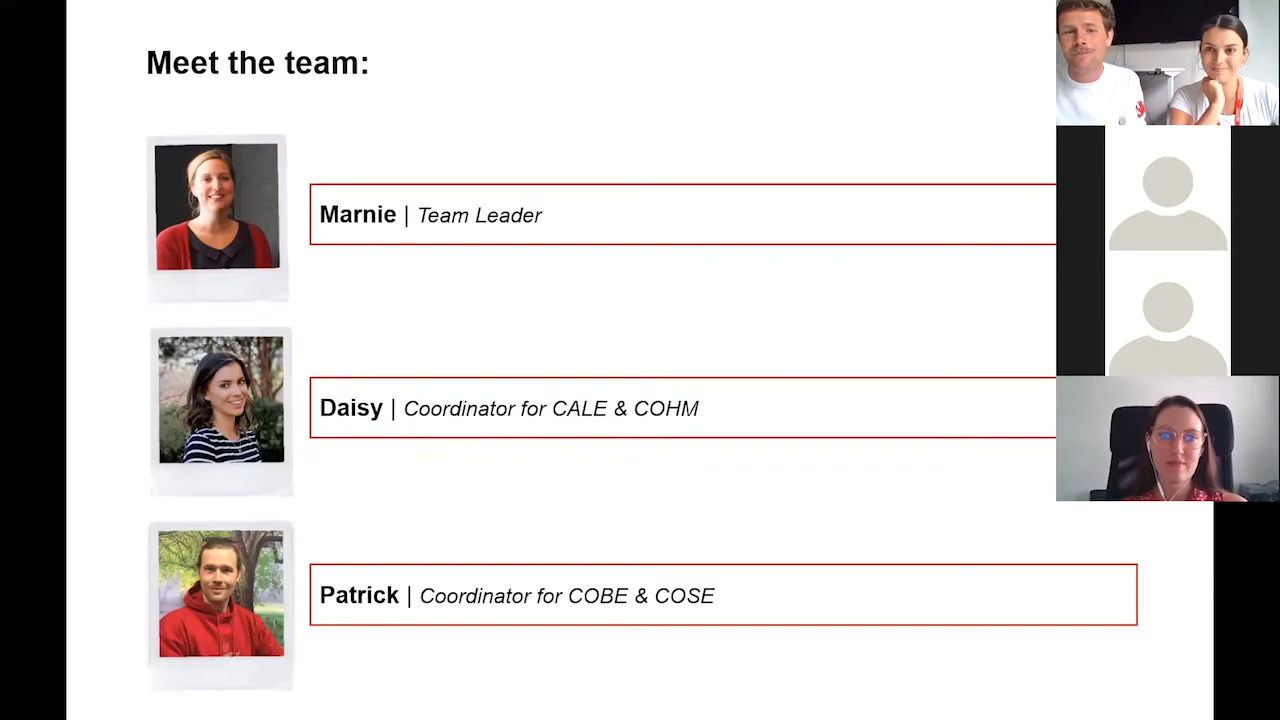 Meet the team:
Marnie | Team Leader
Daisy | Coordinator for CALE & COHM
Patrick | Coordinator for COBE & COSE